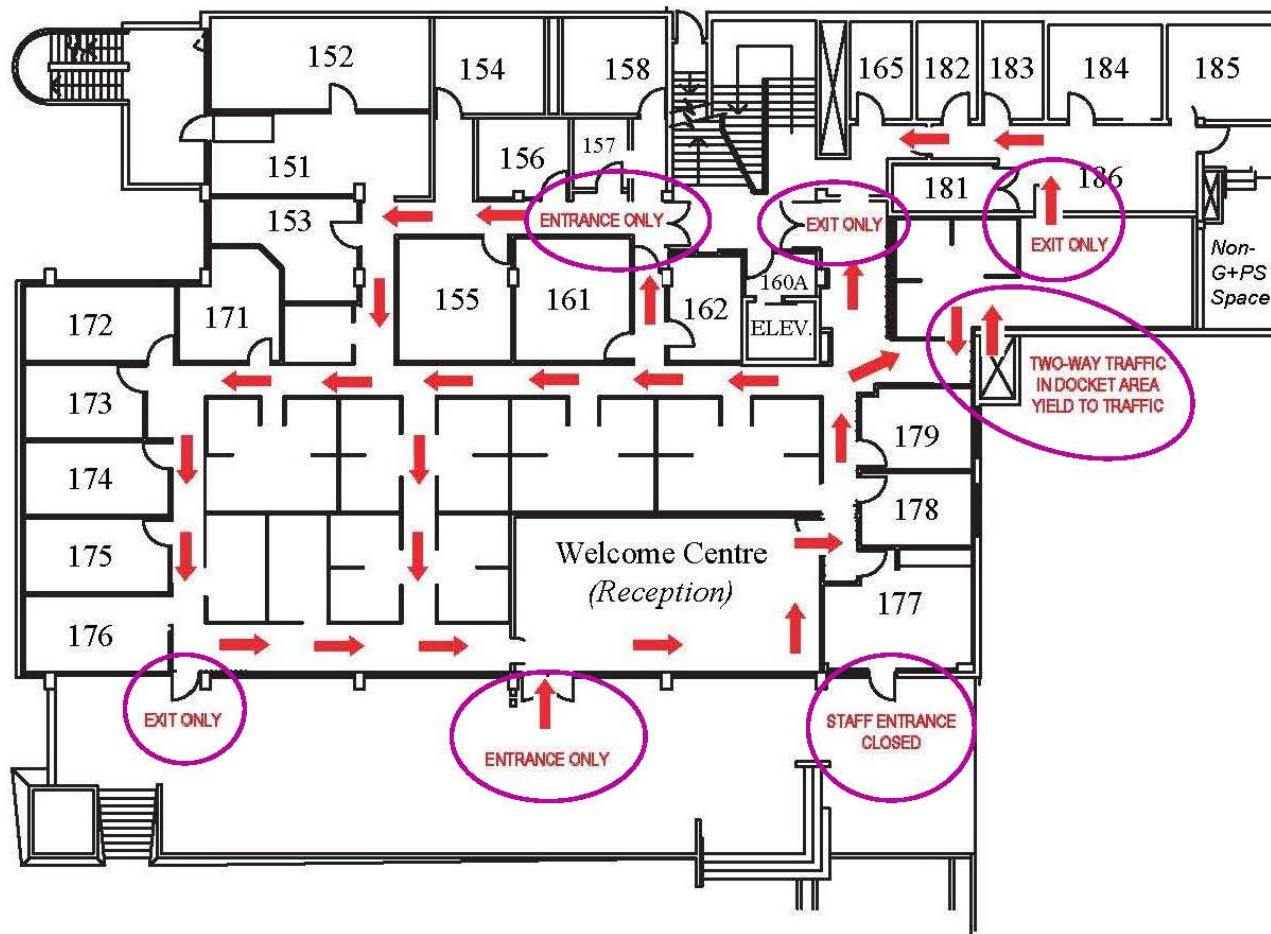 152
154
158
165
182
183
184
185
151
156
157
181
186
153
ENTRANCE ONLY
EXIT ONLY
EXIT ONLY
Non-
G+PS
Space
172
171
155
161
162
160A
ELEV.
173
TWO-WAY TRAFFIC
IN DOCKET AREA
YIELD TO TRAFFIC
179
174
178
175
Welcome Centre
(Reception)
176
177
EXIT ONLY
ENTRANCE ONLY
STAFF ENTRANCE
CLOSED